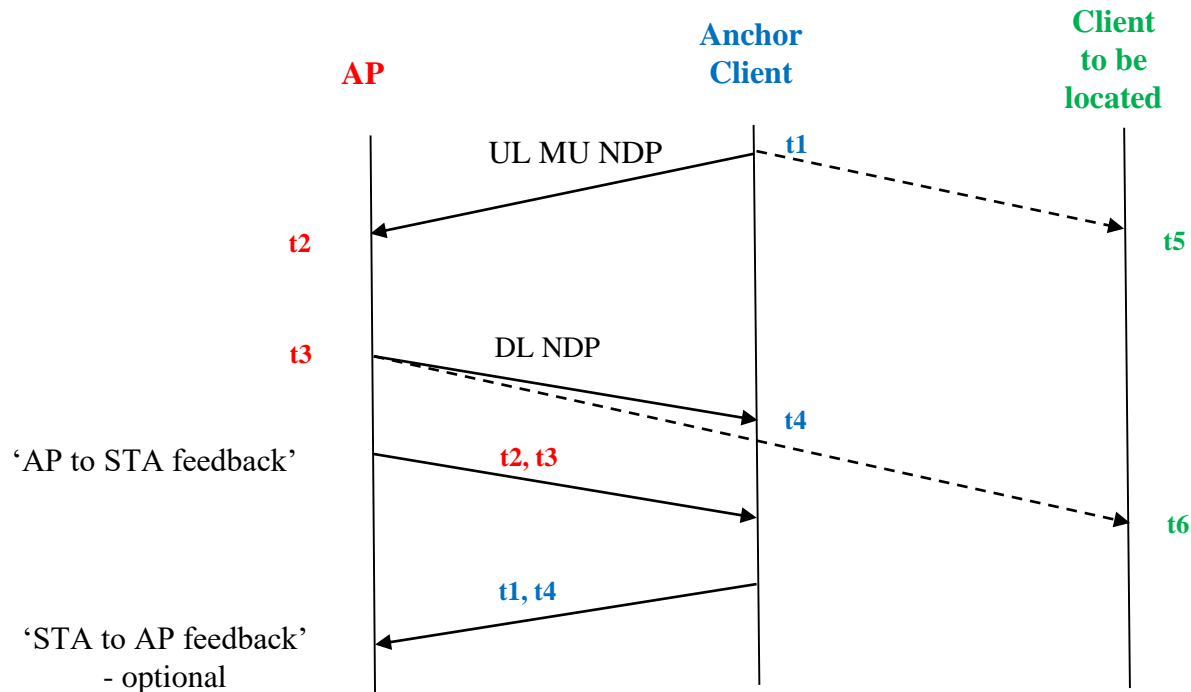 Client
to be
located
Anchor
Client
AP
UL MU NDP
t1
t2
t5
t3
DL NDP
t4
‘AP to STA feedback’
t2, t3
t6
t1, t4
‘STA to AP feedback’
- optional